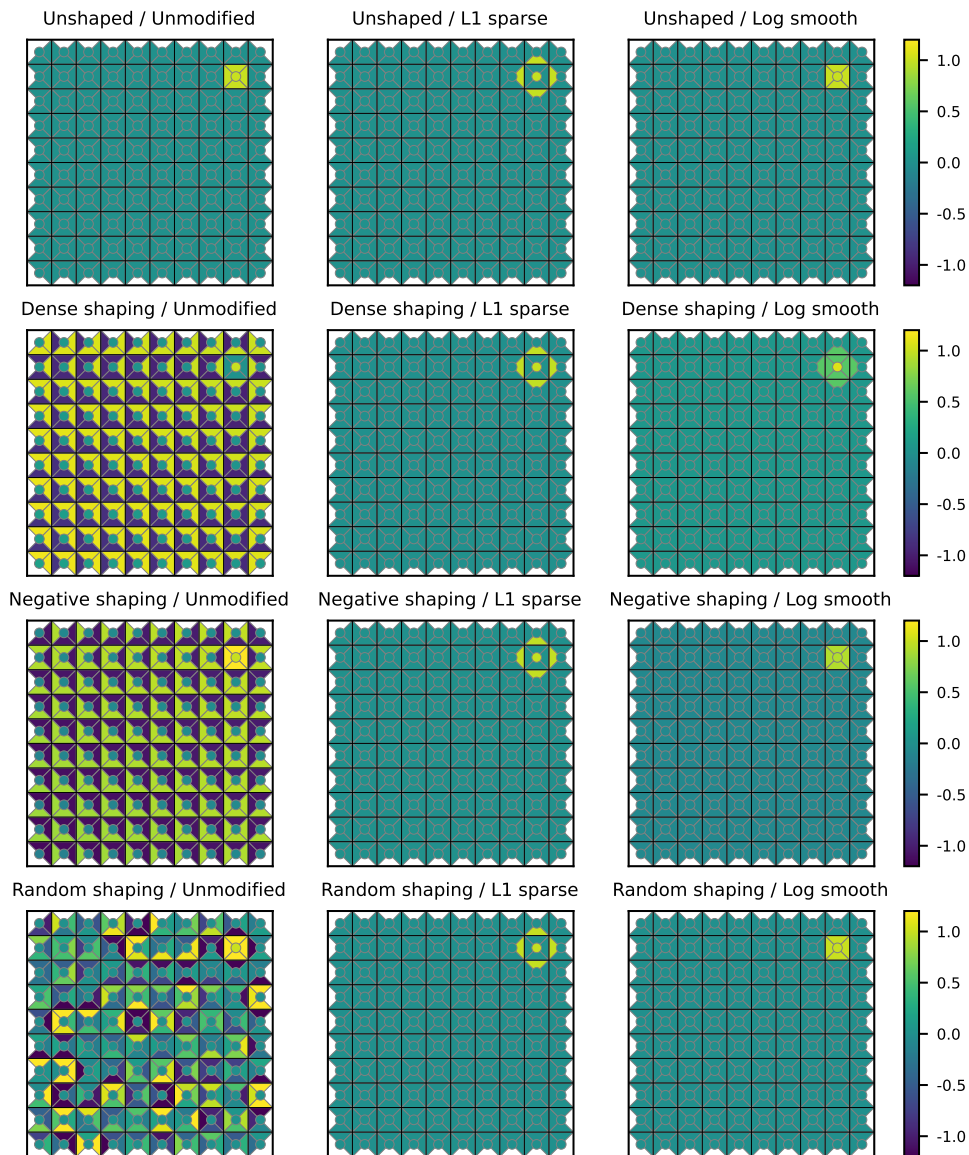 Unshaped / Unmodified
Unshaped / L1 sparse
Unshaped / Log smooth
1.0
0.5
0.0
-0.5
-1.0
Dense shaping / Unmodified
Dense shaping / L1 sparse
Dense shaping / Log smooth
1.0
0.5
0.0
-0.5
-1.0
Negative shaping / Unmodified
Negative shaping / L1 sparse
Negative shaping / Log smooth
1.0
0.5
0.0
-0.5
-1.0
Random shaping / Unmodified
Random shaping / L1 sparse
Random shaping / Log smooth
1.0
0.5
0.0
-0.5
-1.0